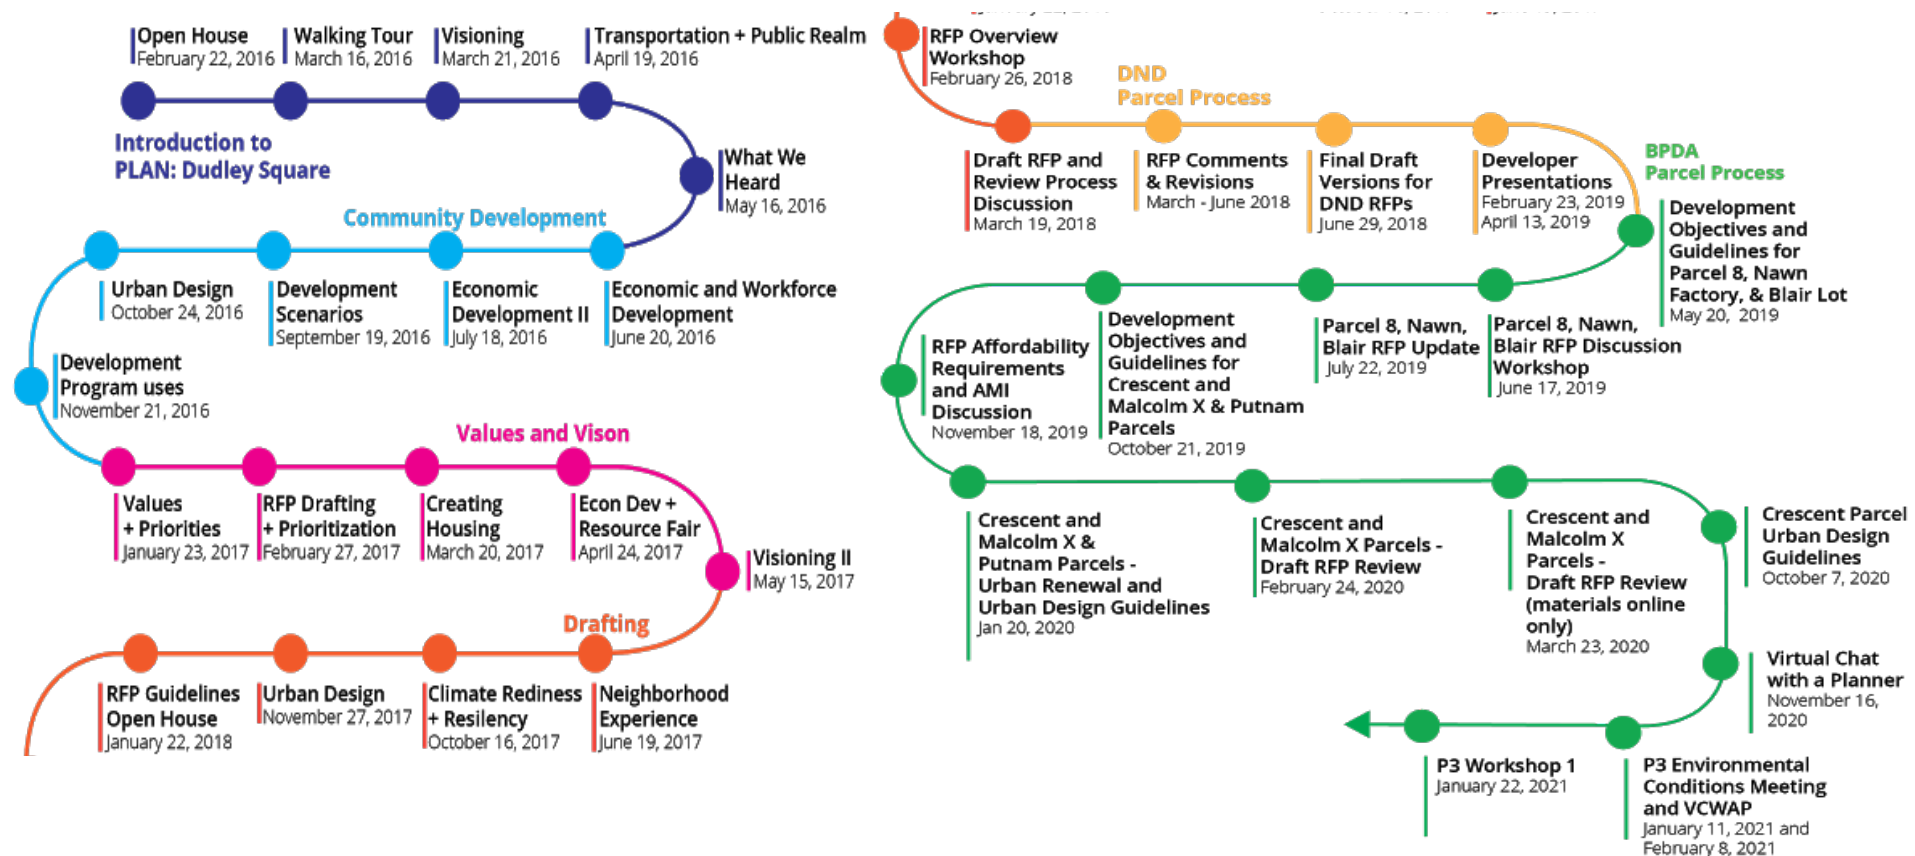 Open House
February 22, 2016
Walking Tour
March 16, 2016
Visioning
March 21, 2016
Transportation + Public Realm
April 19, 2016
Introduction to
PLAN: Dudley Square
What We
Heard
May 16, 2016
Community Development
Economic and Workforce
Development
June 20, 2016
Economic
Development II
July 18, 2016
Development
Scenarios
September 19, 2016
Urban Design
October 24, 2016
Development
Program uses
November 21, 2016
Values and Vison
Values
+ Priorities
January 23, 2017
RFP Drafting
+ Prioritization
February 27, 2017
Creating
Housing
March 20, 2017
Econ Dev +
Resource Fair
April 24, 2017
Visioning II
May 15, 2017
Drafting
Neighborhood
Experience
June 19, 2017
Climate Rediness
+ Resilency
October 16, 2017
Urban Design
November 27, 2017
RFP Guidelines
Open House
January 22, 2018
RFP Overview
Workshop
February 26, 2018
Draft RFP and
Review Process
Discussion
March 19, 2018
DND
Parcel Process
RFP Comments
& Revisions
March - June 2018
Final Draft
Versions for
DND RFPs
June 29, 2018
Developer
Presentations
February 23, 2019
April 13, 2019
BPDA
Parcel Process
Development
Objectives and
Guidelines for
Parcel 8, Nawn
Factory, & Blair Lot
May 20, 2019
Parcel 8, Nawn,
Blair RFP Discussion
Workshop
June 17, 2019
Parcel 8, Nawn,
Blair RFP Update
July 22, 2019
Development
Objectives and
Guidelines for
Crescent and
Malcolm X & Putnam
Parcels
October 21, 2019
RFP Affordability
Requirements
and AMI
Discussion
November 18, 2019
Crescent and
Malcolm X &
Putnam Parcels -
Urban Renewal and
Urban Design Guidelines
Jan 20, 2020
Crescent and
Malcolm X Parcels -
Draft RFP Review
February 24, 2020
Crescent and
Malcolm X
Parcels -
Draft RFP Review
(materials online
only)
March 23, 2020
Crescent Parcel
Urban Design
Guidelines
October 7, 2020
Virtual Chat
with a Planner
November 16,
2020
P3 Environmental
Conditions Meeting
and VCWAP
January 11, 2021 and
February 8, 2021
P3 Workshop 1
January 22, 2021